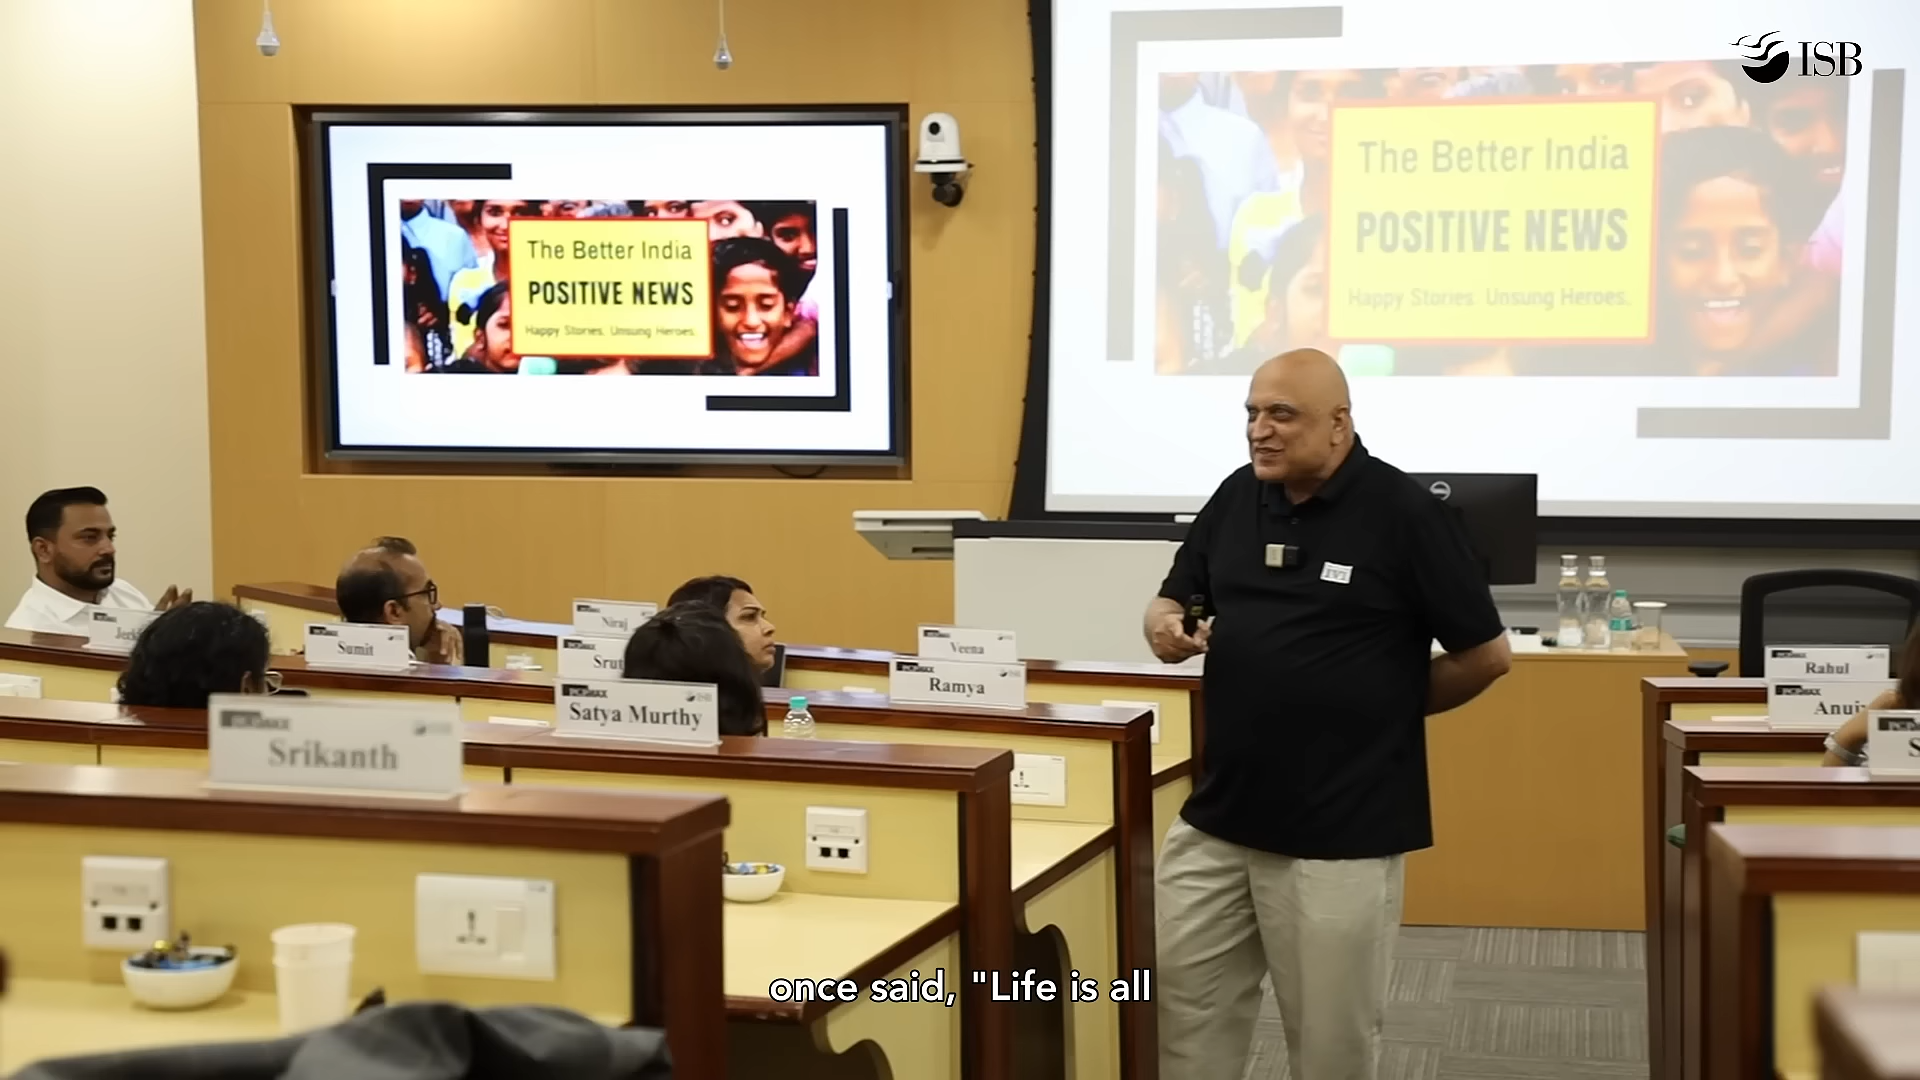 ISB
The Better India
POSITIVE NEWS
Happy Stories. Unsung Heroes.
The Better India
POSITIVE NEWS
Happy Stories. Unsung Heroes.
Niraj
Sumit
Veena
Ramya
Satya Murthy
Srikanth
Rahul
once said, "Life is all